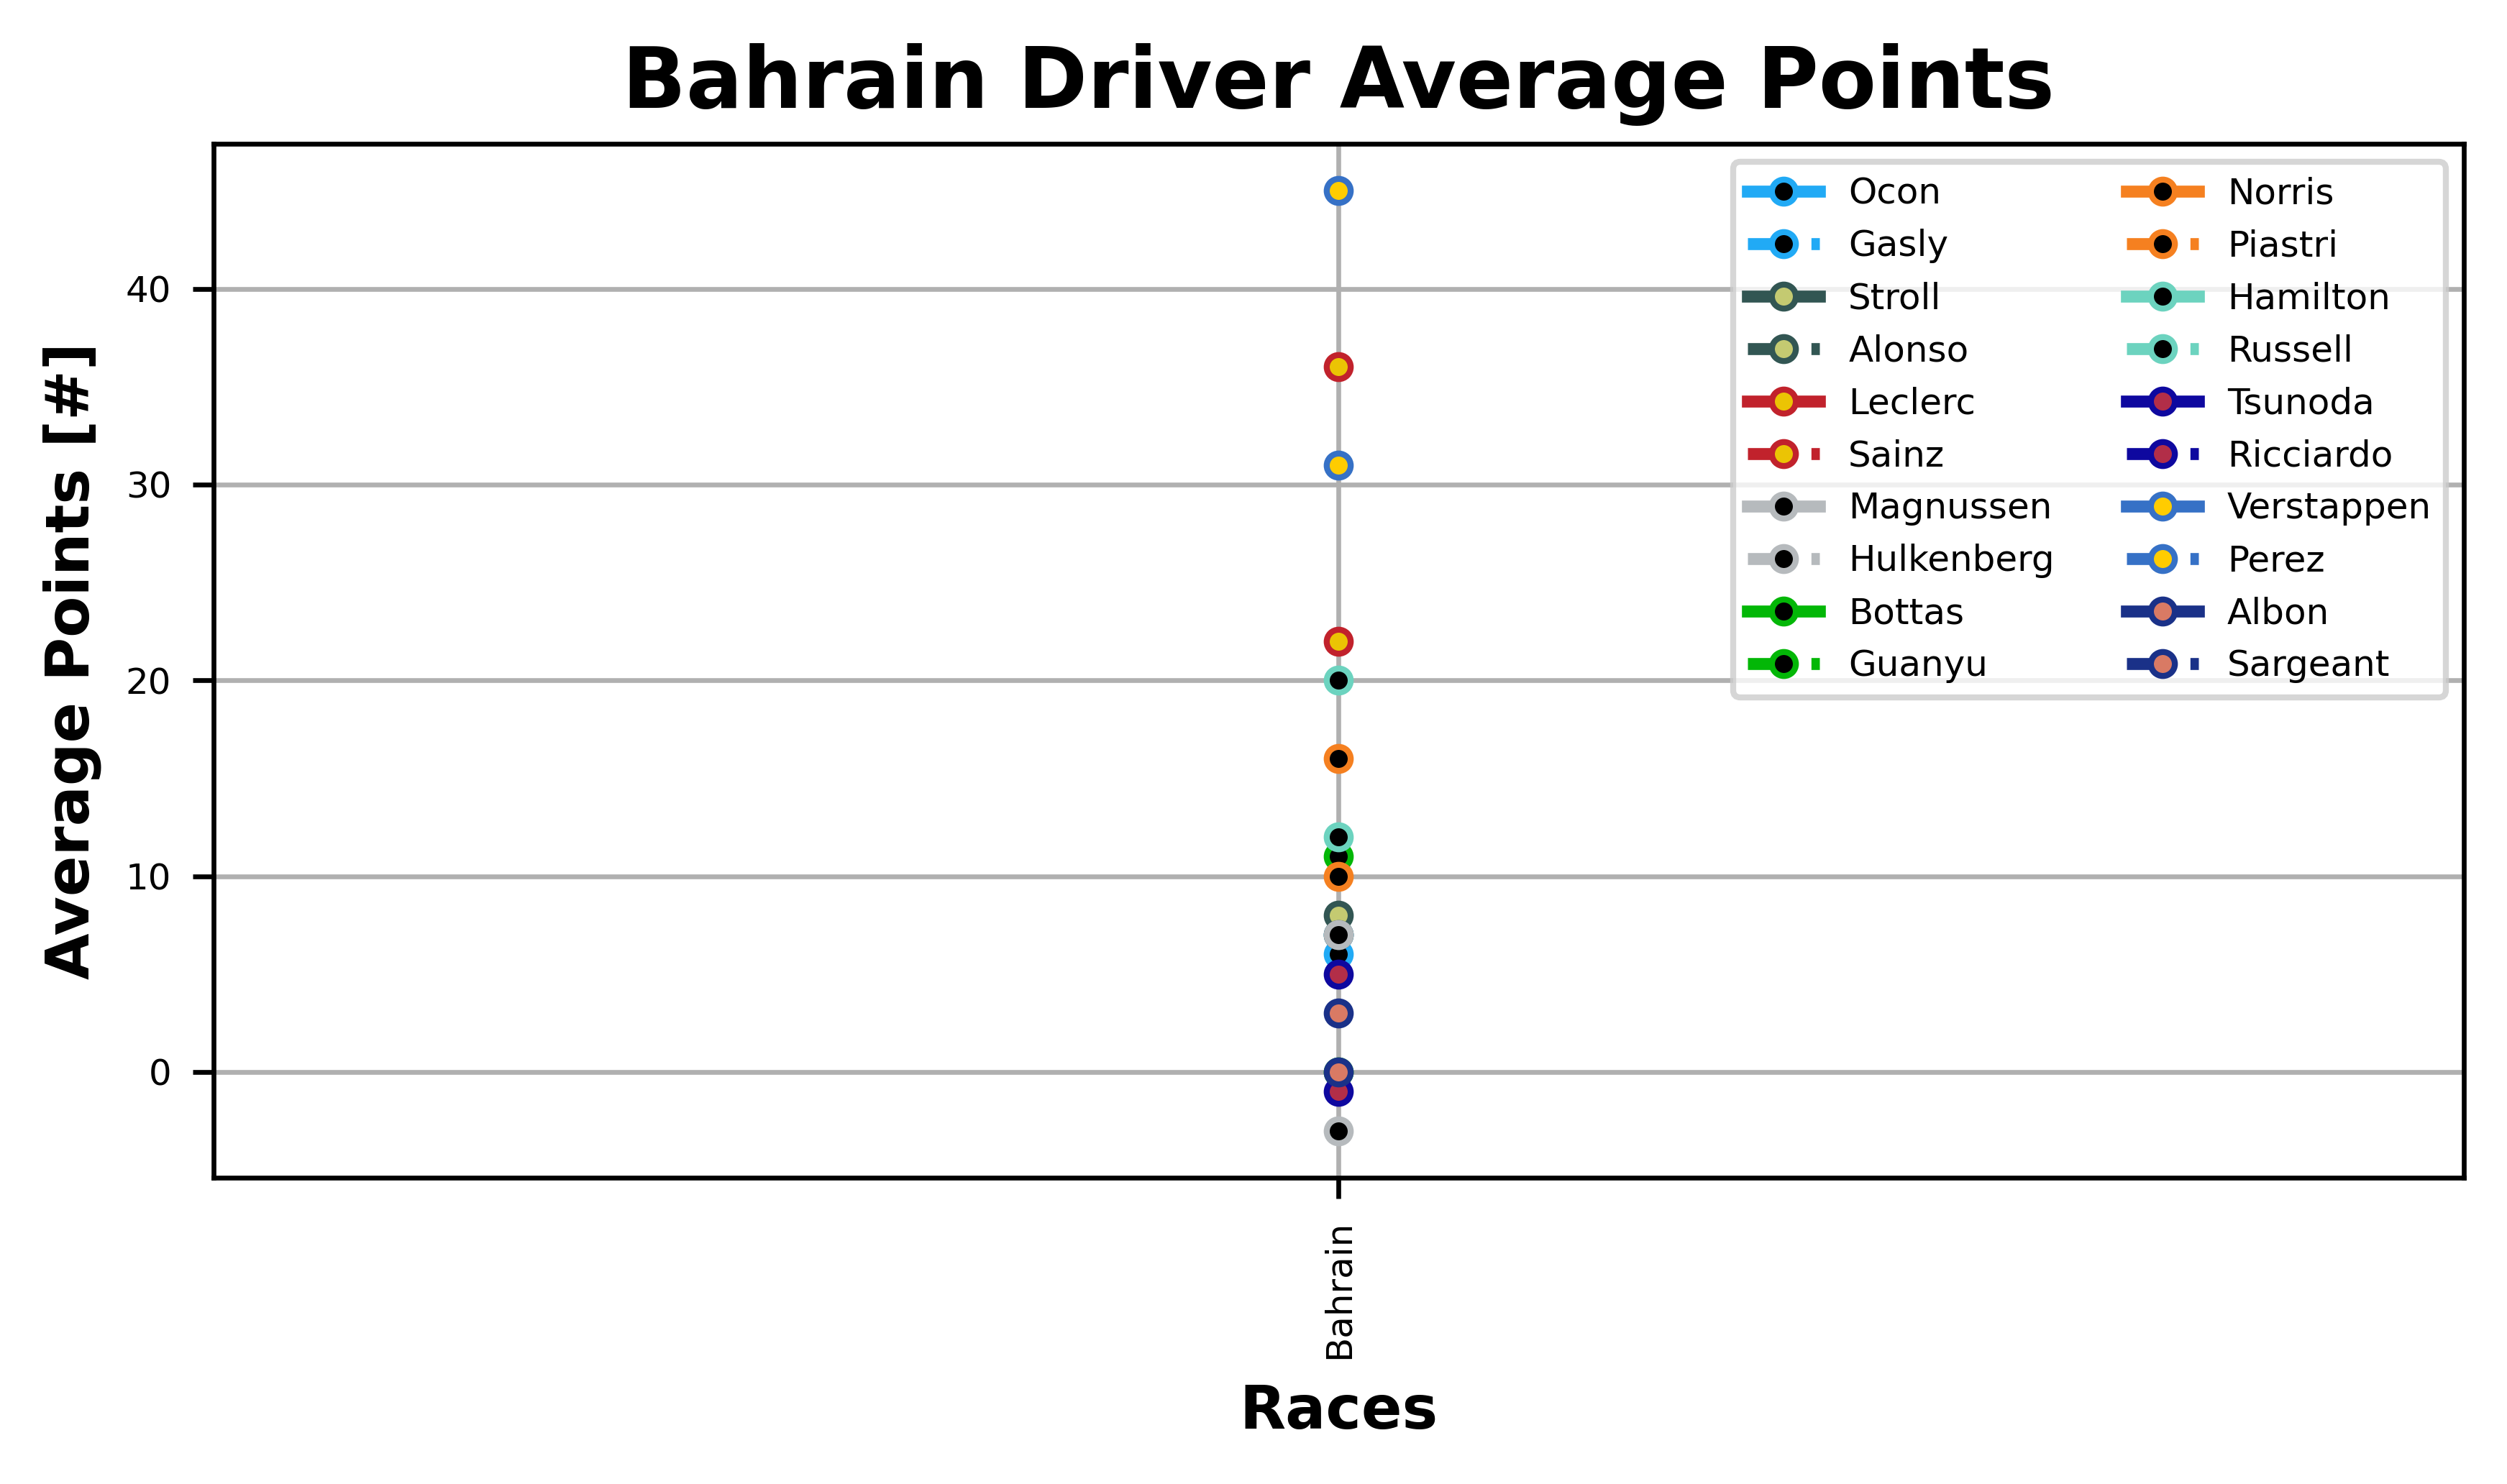 Bahrain Driver Average Points
Average Points [#]
40
30
20
10
0
Ocon
Gasly
Stroll
Alonso
Leclerc
Sainz
Magnussen
Hulkenberg
Bottas
Guanyu
Norris
Piastri
Hamilton
Russell
Tsunoda
Ricciardo
Verstappen
Perez
Albon
Sargeant
Bahrain
Races